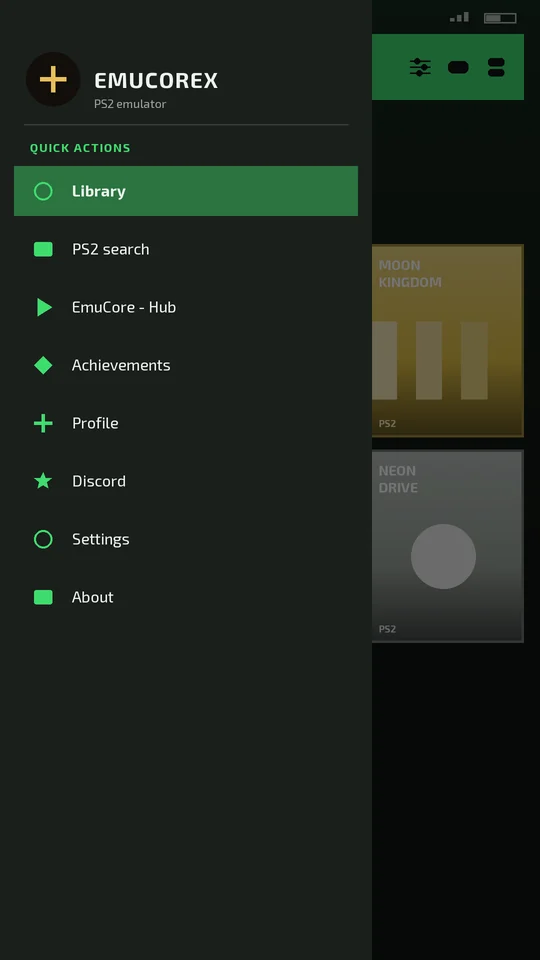 EMUCOREX
PS2 emulator
QUICK ACTIONS
Library
PS2 search
EmuCore - Hub
Achievements
Profile
Discord
Settings
About
MOON
KINGDOM
PS2
NEON
DRIVE
PS2